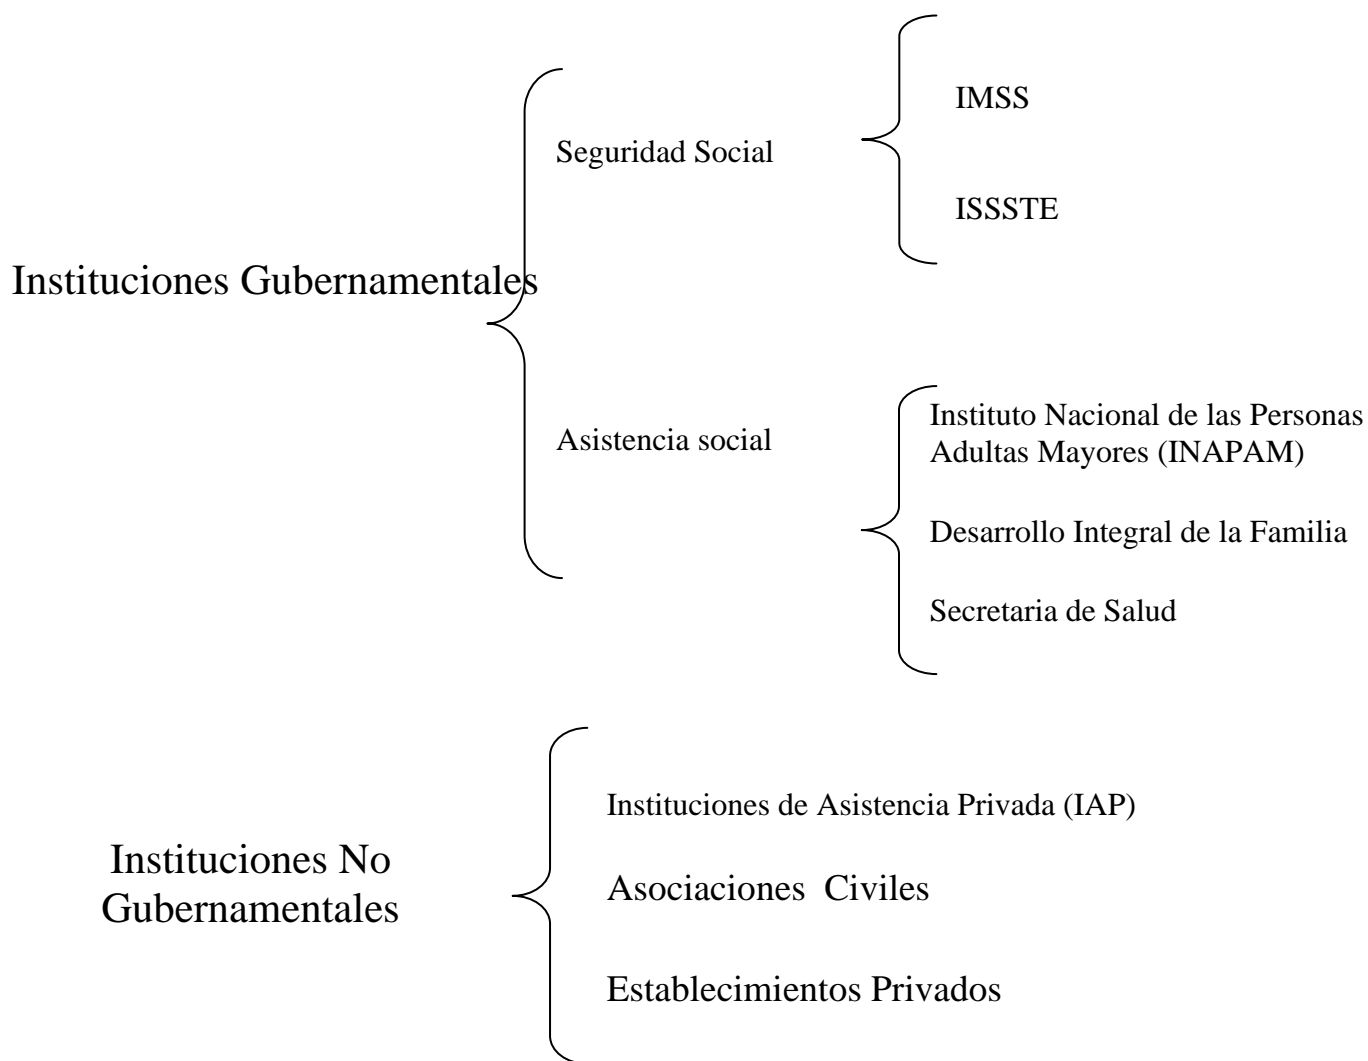 IMSS
Seguridad Social
ISSSTE
Instituciones Gubernamentales
Asistencia social
Instituto Nacional de las Personas
Adultas Mayores (INAPAM)
Desarrollo Integral de la Familia
Secretaria de Salud
Instituciones de Asistencia Privada (IAP)
Instituciones No
Gubernamentales
Asociaciones  Civiles
Establecimientos Privados